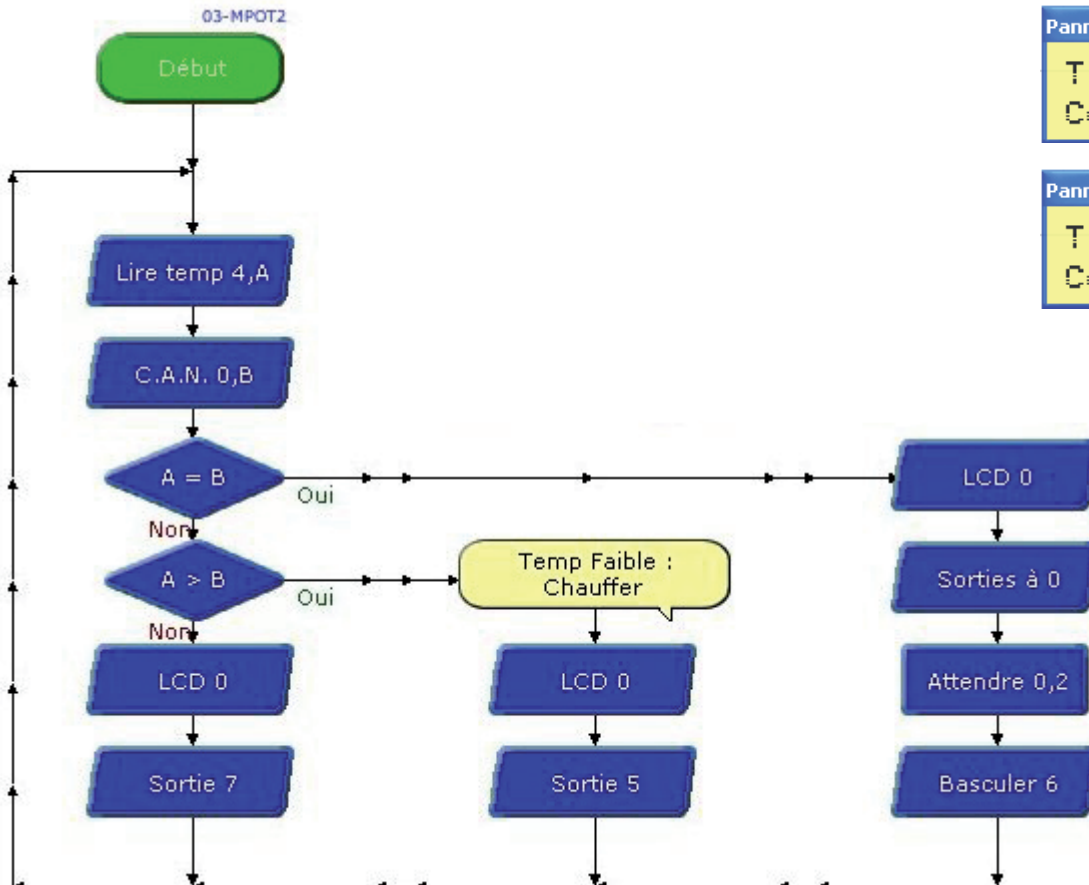 03-MPOT2
Début
Lire temp 4,A
C.A.N. 0,B
A = B
Oui
Non
A > B
Oui
Non
Temp Faible :
Chauffer
LCD 0
Sortie 7
LCD 0
Sortie 5
LCD 0
Sorties à 0
Attendre 0,2
Basculer 6
T
T